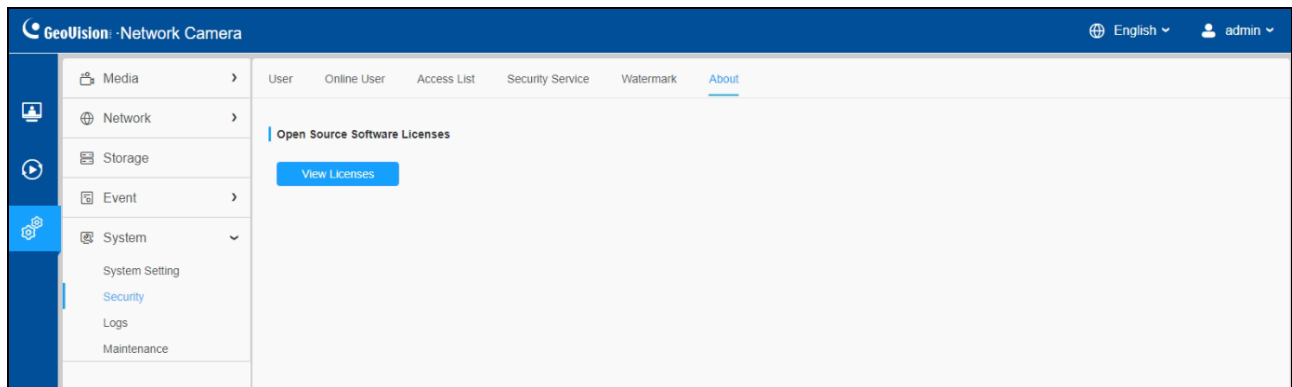 GeoVision -Network Camera
English
admin
Media
Network
Storage
Event
System
System Setting
Security
Logs
Maintenance
User Online User Access List Security Service Watermark About
Open Source Software Licenses
View Licenses